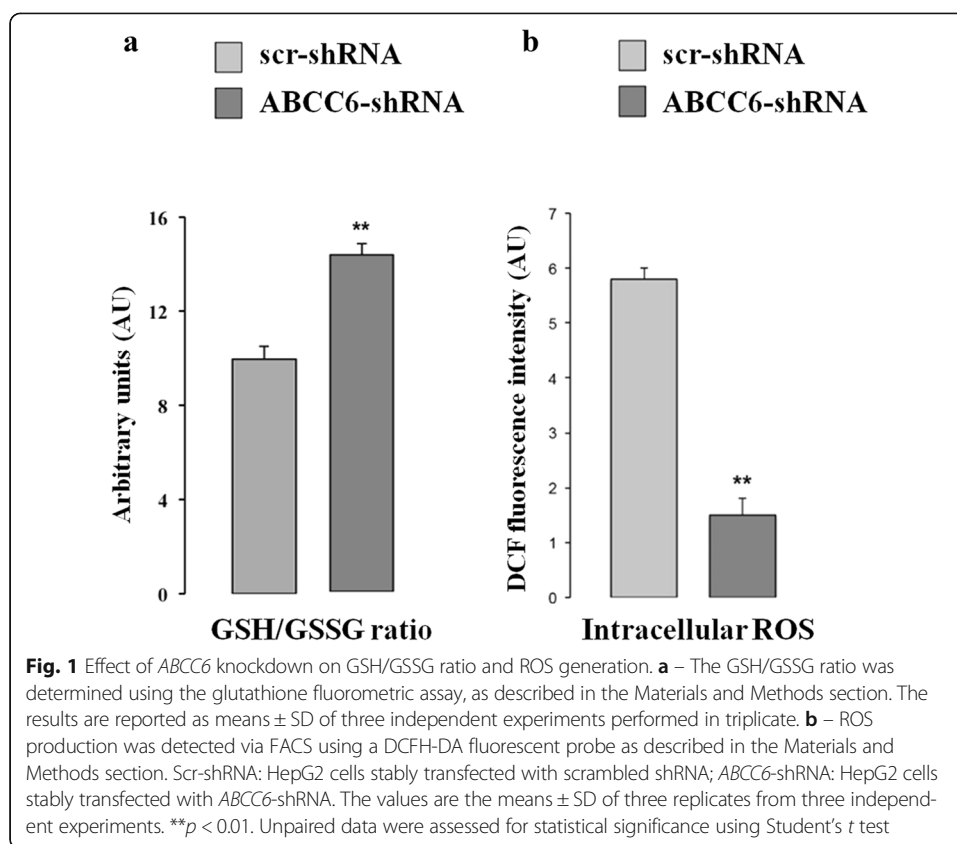 a
scr-shRNA
ABCC6-shRNA
Arbitrary units (AU)
16
12
8
4
0
**
GSH/GSSG ratio
b
scr-shRNA
ABCC6-shRNA
DCF fluorescence intensity (AU)
7
6
5
4
3
2
1
0
**
Intracellular ROS
Fig. 1 Effect of ABCC6 knockdown on GSH/GSSG ratio and ROS generation. a – The GSH/GSSG ratio was
determined using the glutathione fluorometric assay, as described in the Materials and Methods section. The
results are reported as means ± SD of three independent experiments performed in triplicate. b – ROS
production was detected via FACS using a DCFH-DA fluorescent probe as described in the Materials and
Methods section. Scr-shRNA: HepG2 cells stably transfected with scrambled shRNA; ABCC6-shRNA: HepG2 cells
stably transfected with ABCC6-shRNA. The values are the means ± SD of three replicates from three independ-
ent experiments. **p < 0.01. Unpaired data were assessed for statistical significance using Student's t test